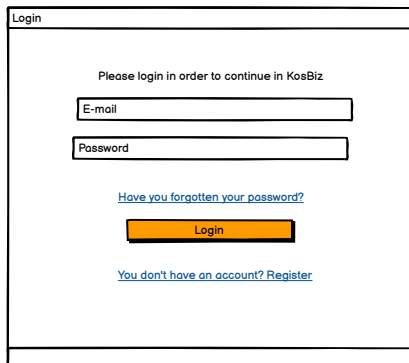 Login
Please login in order to continue in KosBiz
E-mail
Password
Have you forgotten your password?
Login
You don't have an account? Register